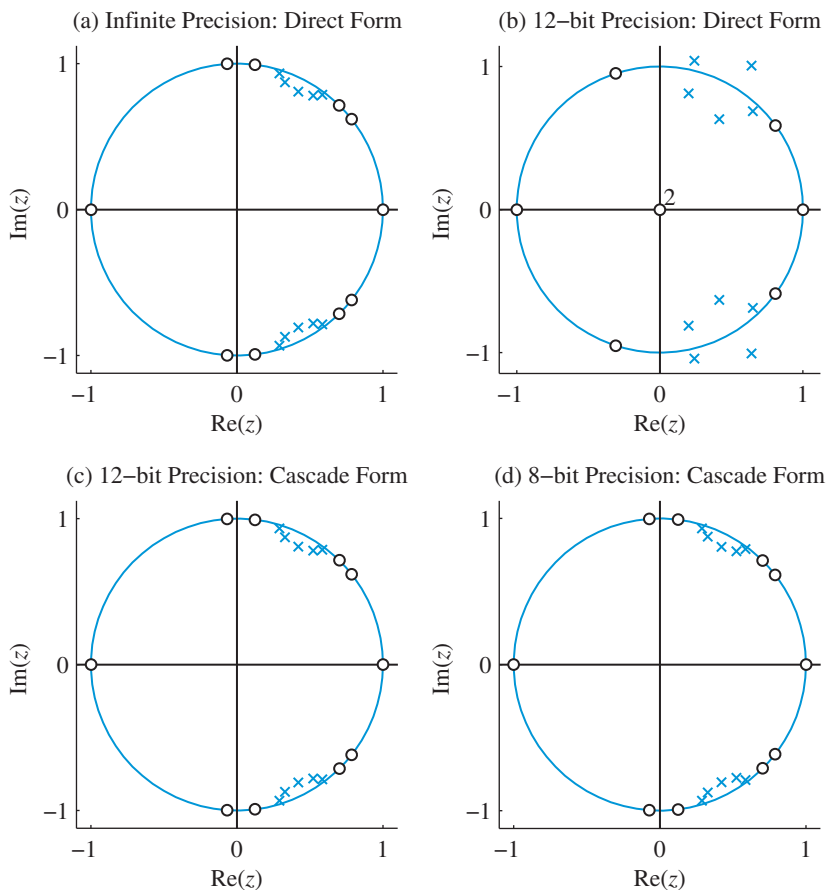 (a) Infinite Precision: Direct Form
1
0
−1
Im(z)
−1
0
1
Re(z)
(b) 12−bit Precision: Direct Form
1
0
−1
Im(z)
2
−1
0
1
Re(z)
(c) 12−bit Precision: Cascade Form
1
0
−1
Im(z)
−1
0
1
Re(z)
(d) 8−bit Precision: Cascade Form
1
0
−1
Im(z)
−1
0
1
Re(z)